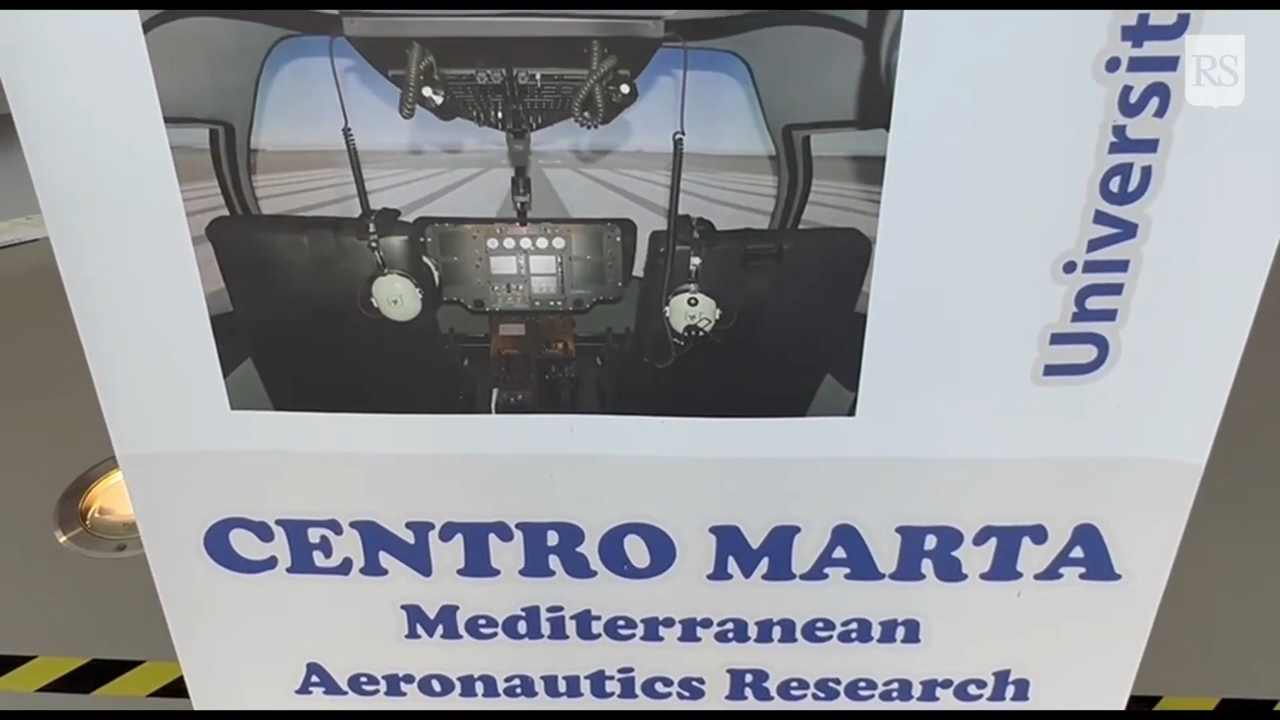 Universit
RS
CENTRO MARTA
Mediterranean
Aeronautics Research